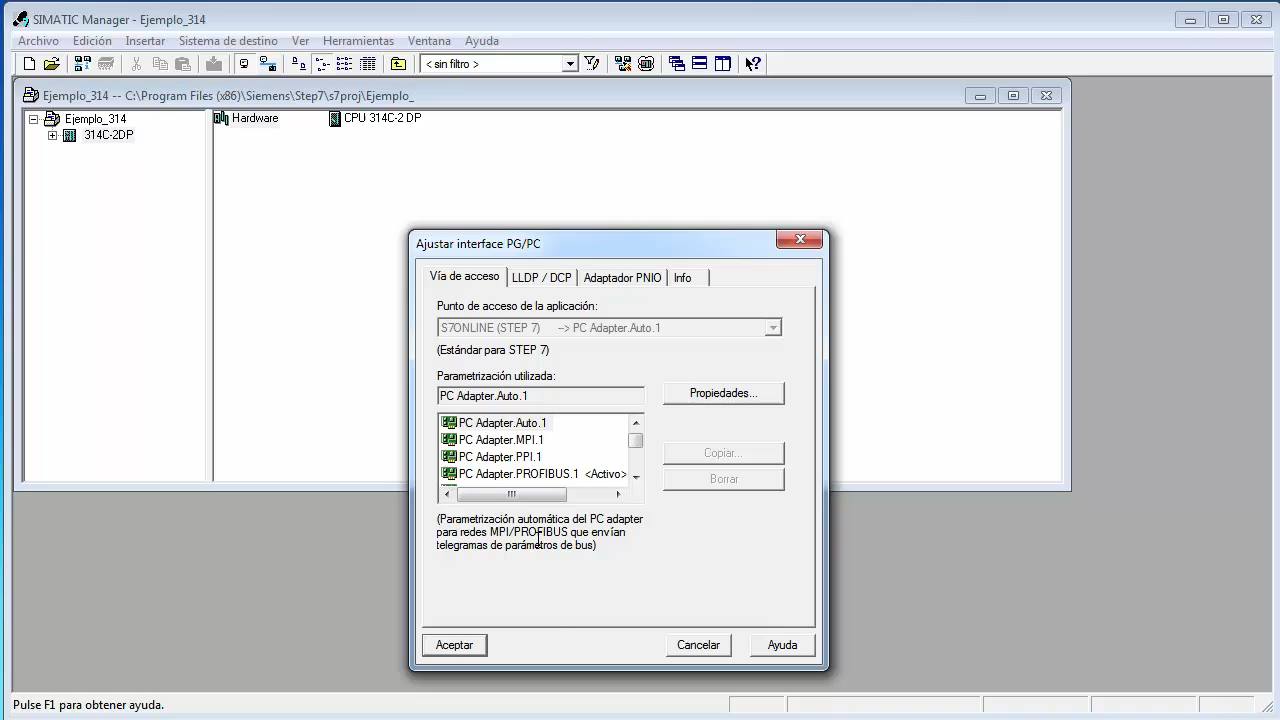 SIMATIC Manager - Ejemplo_314
Archivo Edición Insertar Sistema de destino Ver Herramientas Ventana Ayuda
< sin filtro >
Ejemplo_314 -- C:\Program Files (x86)\Siemens\Step7\s7proj\Ejemplo_
Ejemplo_314
314C-2DP
Hardware
CPU 314C-2 DP
Ajustar interface PG/PC
Vía de acceso LLDP / DCP Adaptador PNIO Info
Punto de acceso de la aplicación:
S7ONLINE (STEP 7) --> PC Adapter.Auto.1
(Estándar para STEP 7)
Parametrización utilizada:
PC Adapter.Auto.1
Propiedades...
PC Adapter.Auto.1
PC Adapter.MPI.1
PC Adapter.PPI.1
PC Adapter.PROFIBUS.1 <Activo>
Copiar...
Borrar
(Parametrización automática del PC adapter
para redes MPI/PROFIBUS que envían
telegramas de parámetros de bus)
Aceptar
Cancelar
Ayuda
Pulse F1 para obtener ayuda.